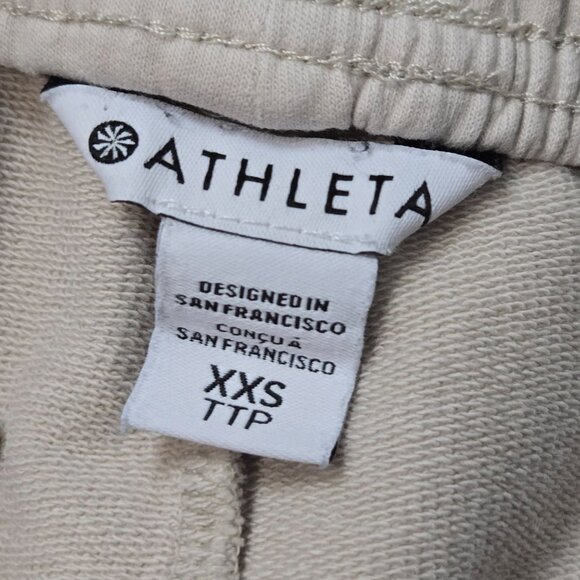 ATHLETA
DESIGNED IN
SAN FRANCISCO
CONÇU À
SAN FRANCISCO
XXS
TTP